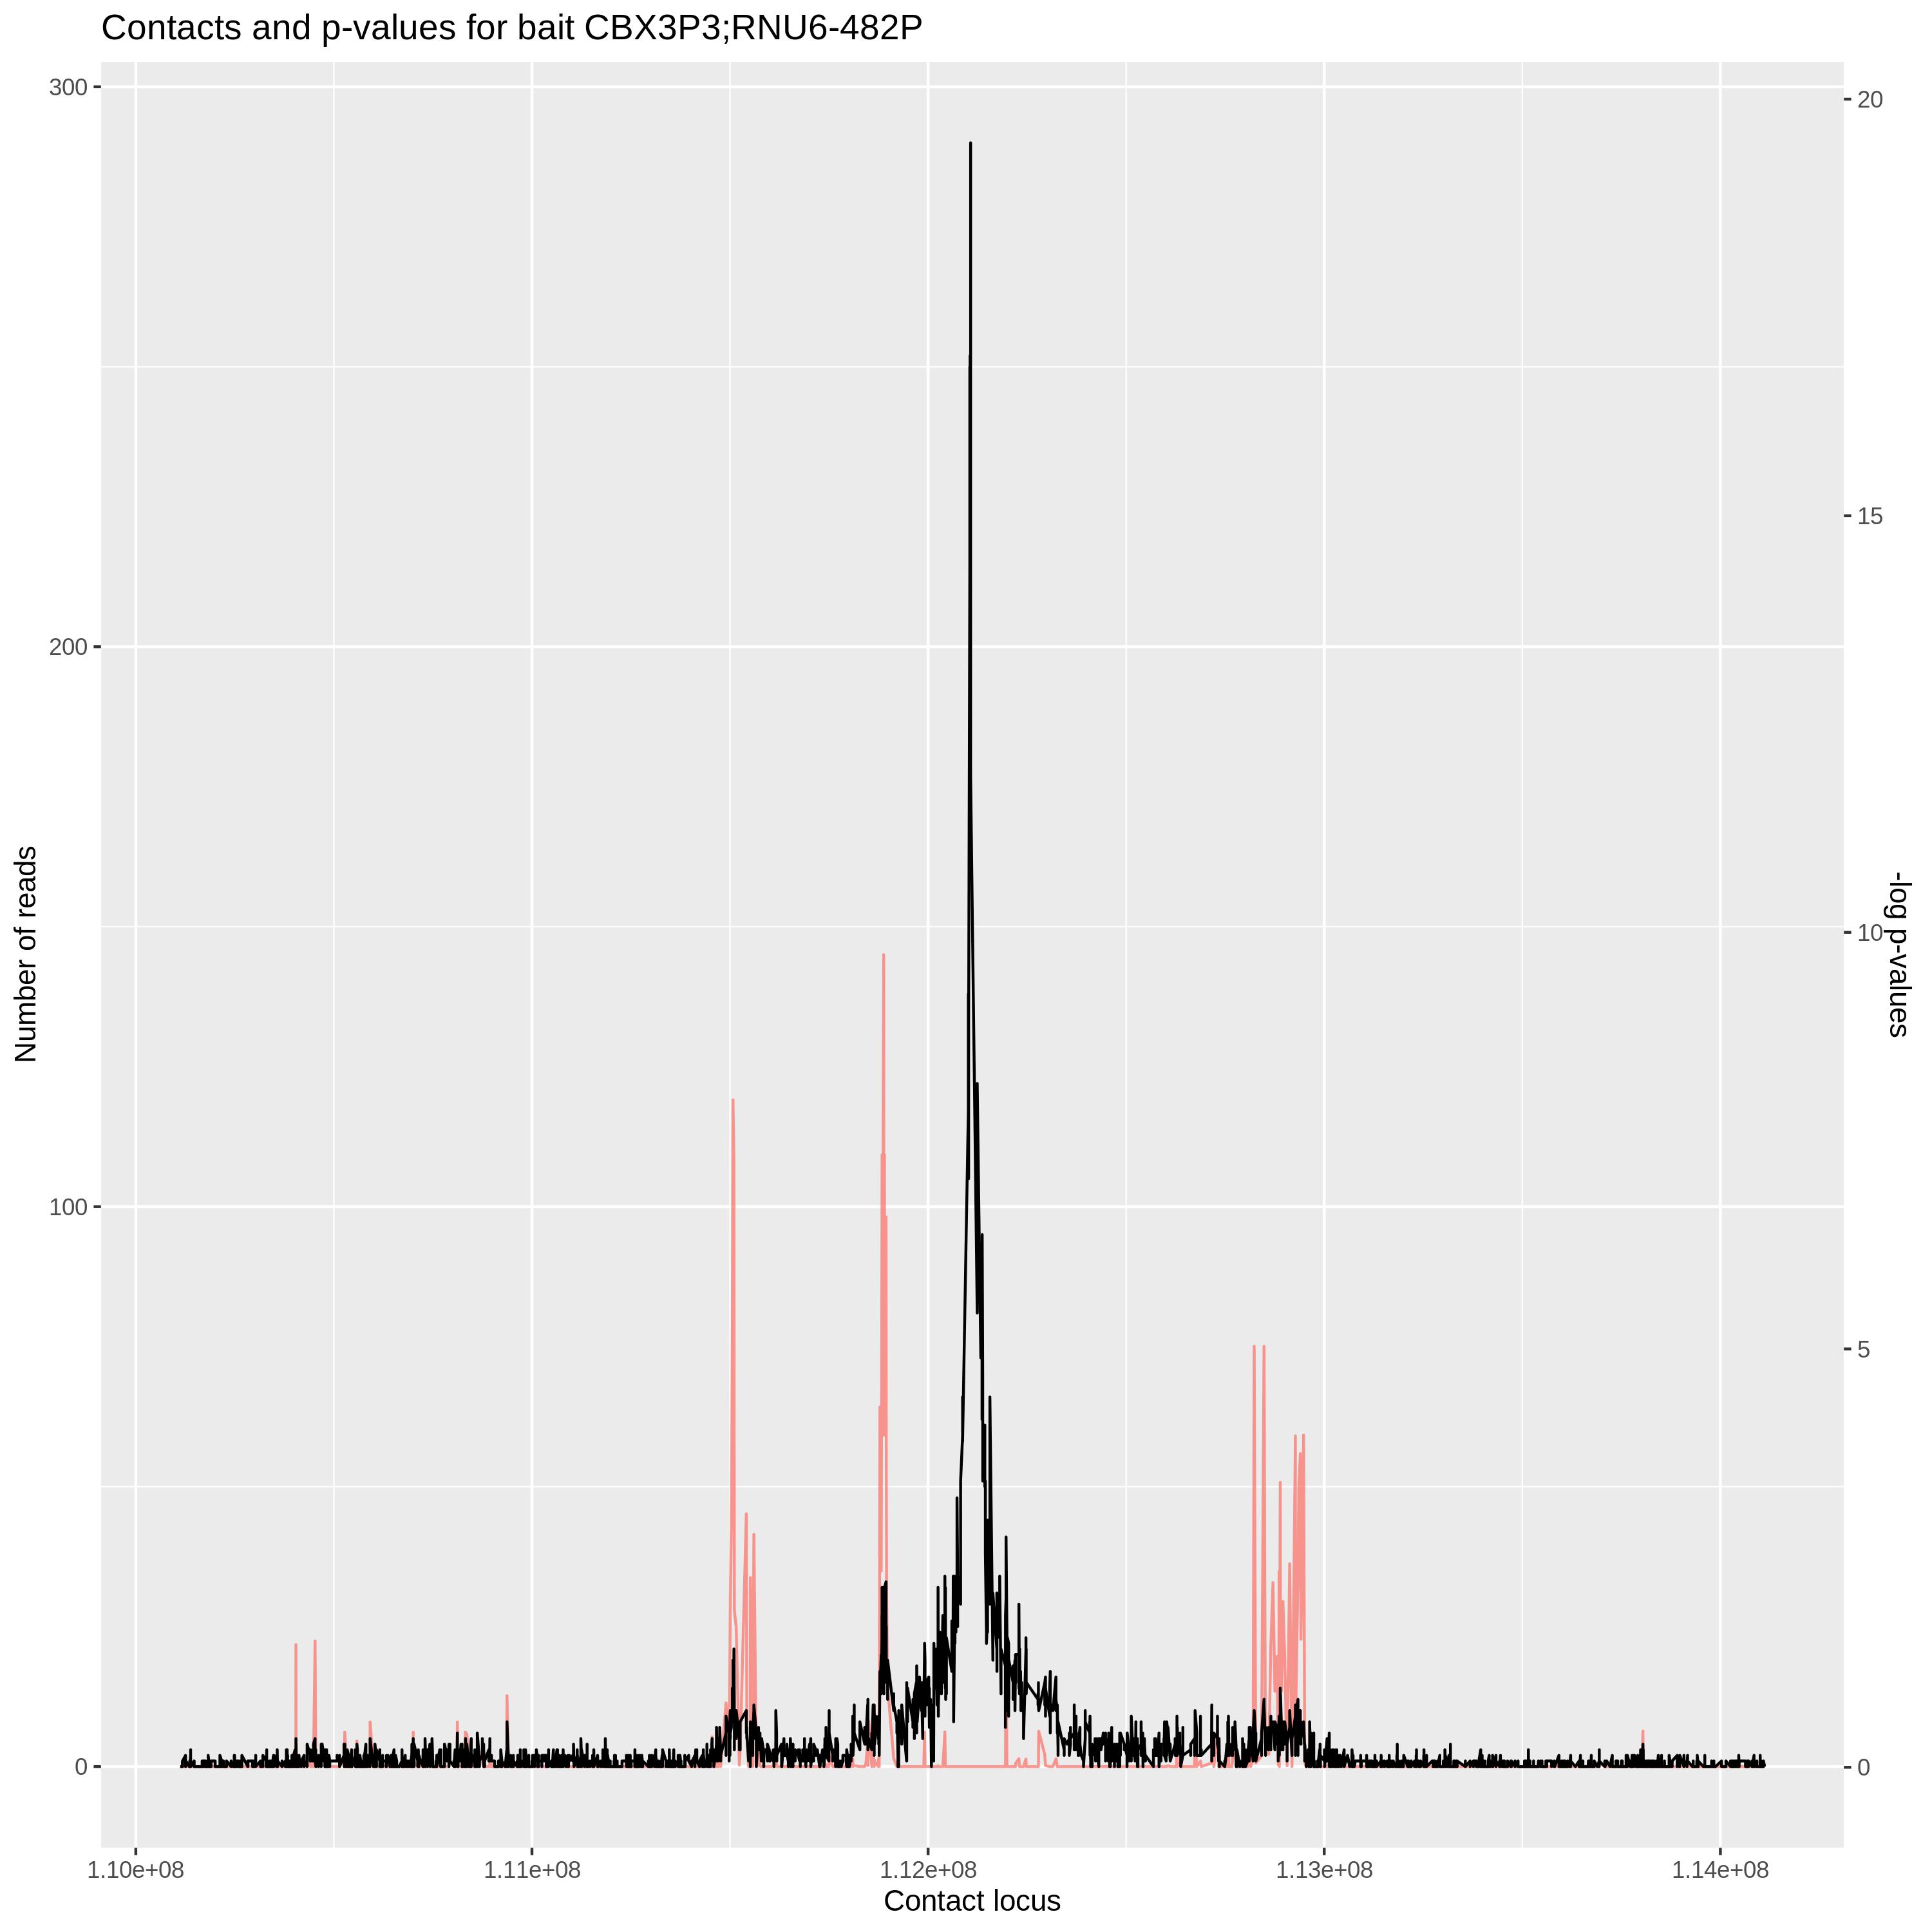 Contacts and p-values for bait CBX3P3;RNU6-482P
300
200
100
0
20
15
10
5
0
Number of reads
-log p-values
1.10e+08
1.11e+08
1.12e+08
1.13e+08
1.14e+08
Contact locus